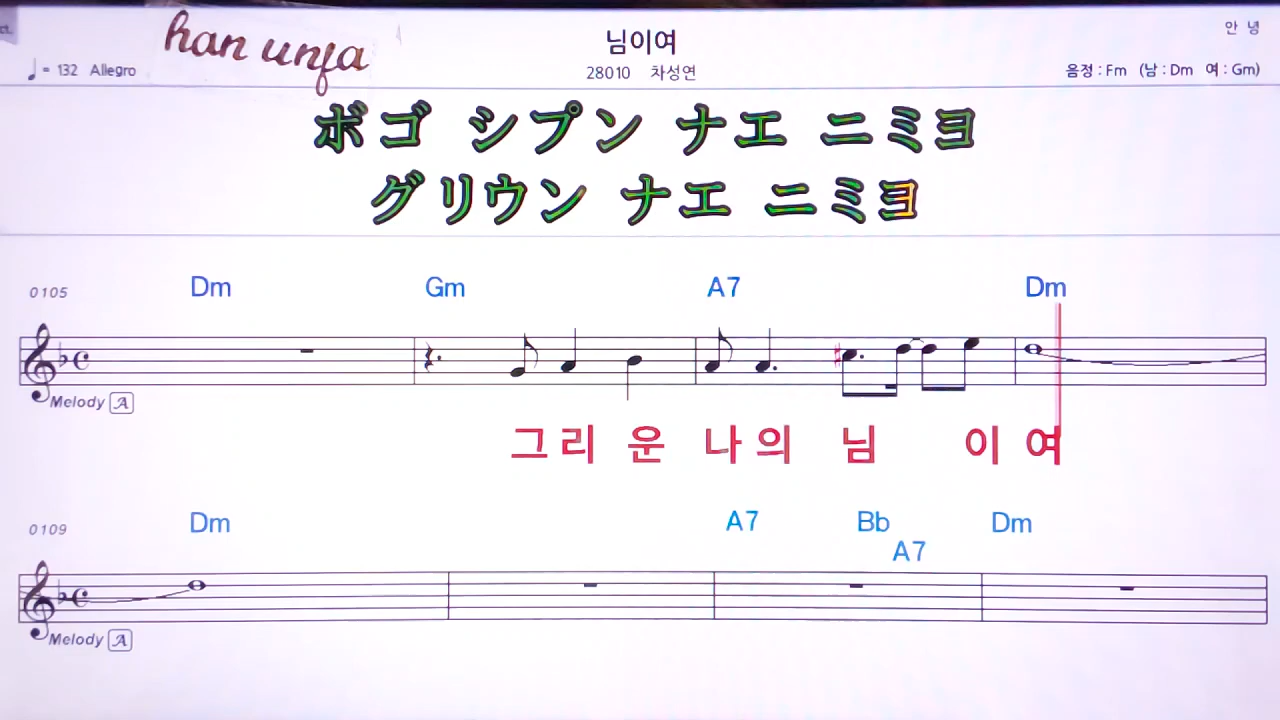 ct.
han unja
님이여
안 녕
♩= 132 Allegro
28010 차성연
음정 : Fm (남 : Dm 여 : Gm)
ボゴ シプン ナエ ニミヨ
グリウン ナエ ニミヨ
0105 Dm Gm A7 Dm
Melody A
그리 운 나의 님 이 여
0109 Dm A7 Bb Dm
A7
Melody A